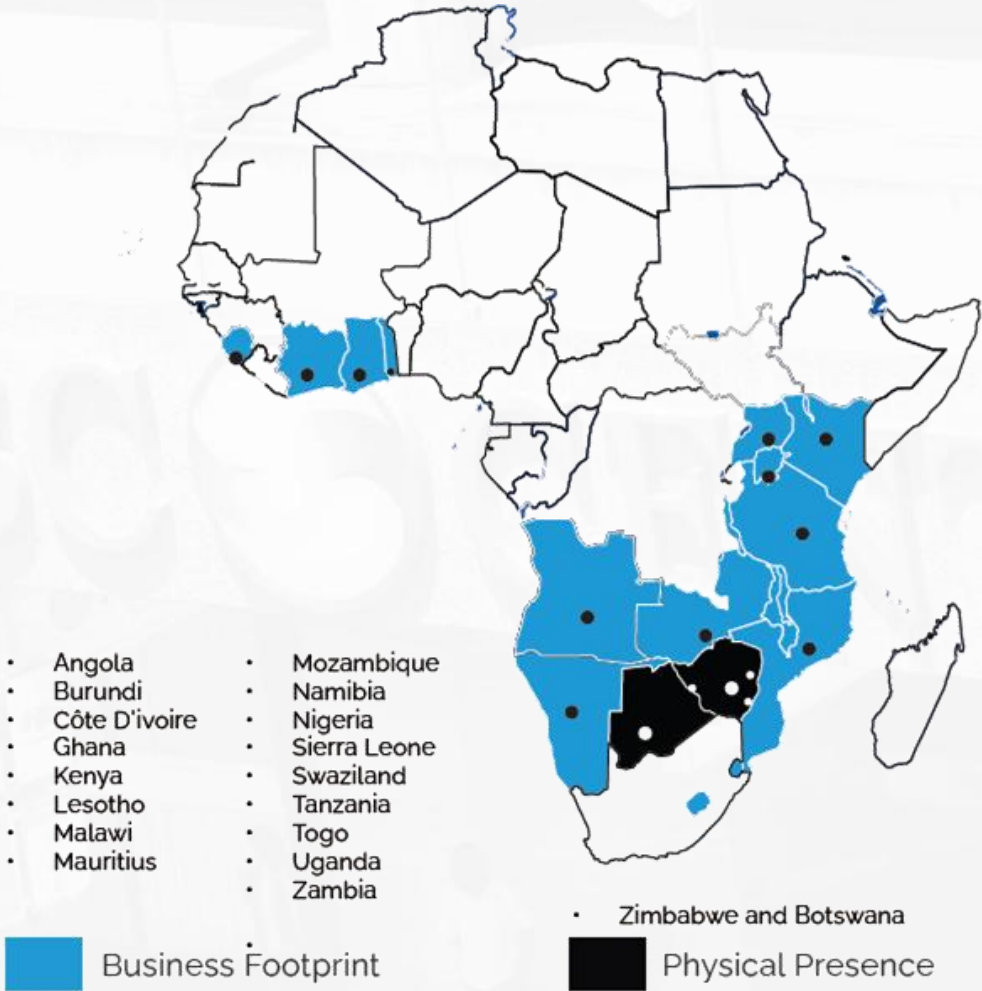 · Angola
· Burundi
· Côte D'ivoire
· Ghana
· Kenya
· Lesotho
· Malawi
· Mauritius
· Mozambique
· Namibia
· Nigeria
· Sierra Leone
· Swaziland
· Tanzania
· Togo
· Uganda
· Zambia
·
· Zimbabwe and Botswana
Business Footprint
Physical Presence